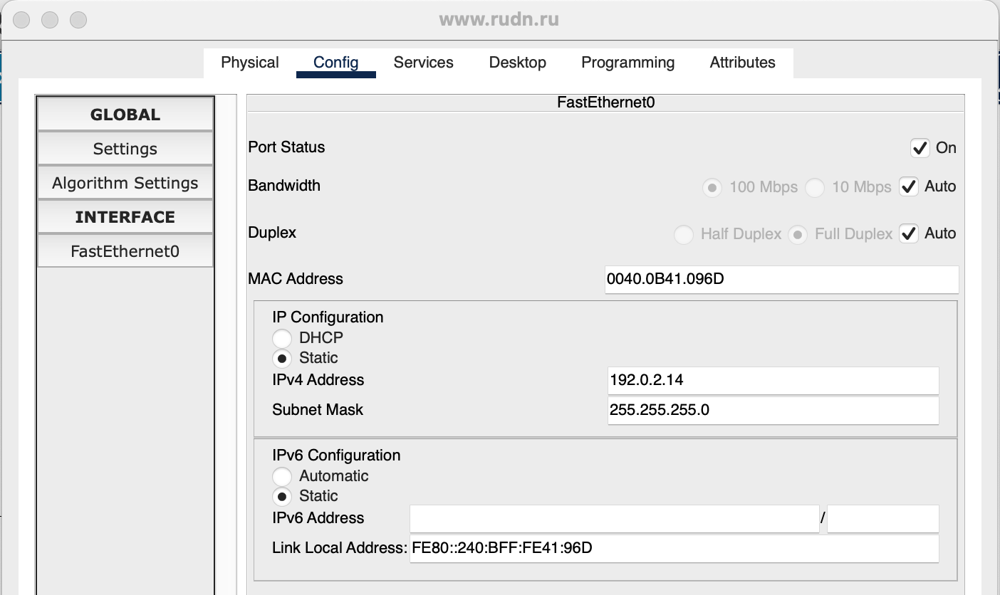 www.rudn.ru
Physical Config Services Desktop Programming Attributes
GLOBAL
Settings
Algorithm Settings
INTERFACE
FastEthernet0
FastEthernet0
Port Status On
Bandwidth 100 Mbps 10 Mbps Auto
Duplex Half Duplex Full Duplex Auto
MAC Address 0040.0B41.096D
IP Configuration
DHCP
Static
IPv4 Address 192.0.2.14
Subnet Mask 255.255.255.0
IPv6 Configuration
Automatic
Static
IPv6 Address /
Link Local Address: FE80::240:BFF:FE41:96D